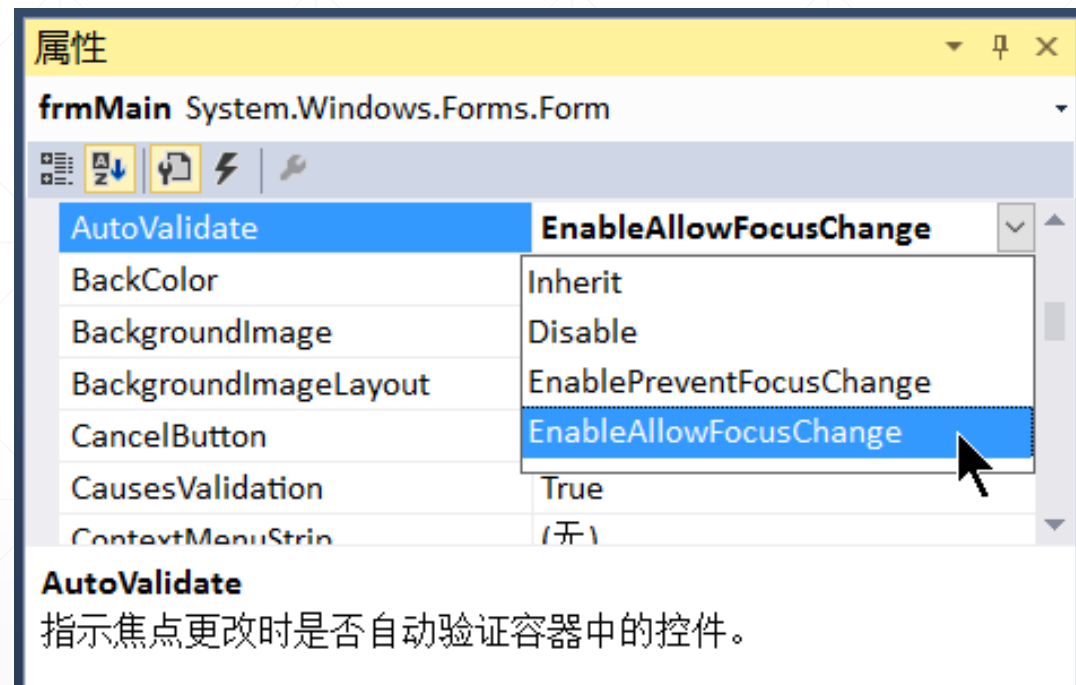 属性
frmMain System.Windows.Forms.Form
AutoValidate EnableAllowFocusChange
BackColor Inherit
BackgroundImage Disable
BackgroundImageLayout EnablePreventFocusChange
CancelButton EnableAllowFocusChange
CausesValidation True
ContextMenuStrip (无)
AutoValidate
指示焦点更改时是否自动验证容器中的控件。